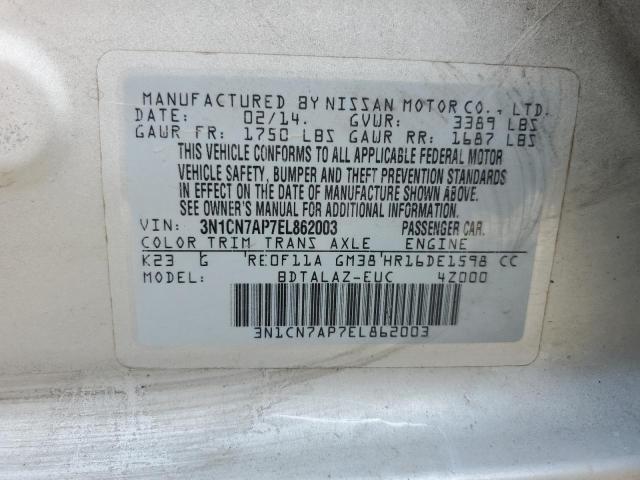 MANUFACTURED BY NISSAN MOTOR CO., LTD.
DATE: 02/14. GVWR: 3389 LBS
GAWR FR: 1750 LBS GAWR RR: 1687 LBS
THIS VEHICLE CONFORMS TO ALL APPLICABLE FEDERAL MOTOR
VEHICLE SAFETY, BUMPER AND THEFT PREVENTION STANDARDS
IN EFFECT ON THE DATE OF MANUFACTURE SHOWN ABOVE.
SEE OWNER'S MANUAL FOR ADDITIONAL INFORMATION.
VIN: 3N1CN7AP7EL862003 PASSENGER CAR.
COLOR TRIM TRANS AXLE ENGINE
K23 G RE0F11A GM38 HR16DE1598 CC
MODEL: BDTALAZ-EUC 4Z000
3N1CN7AP7EL862003